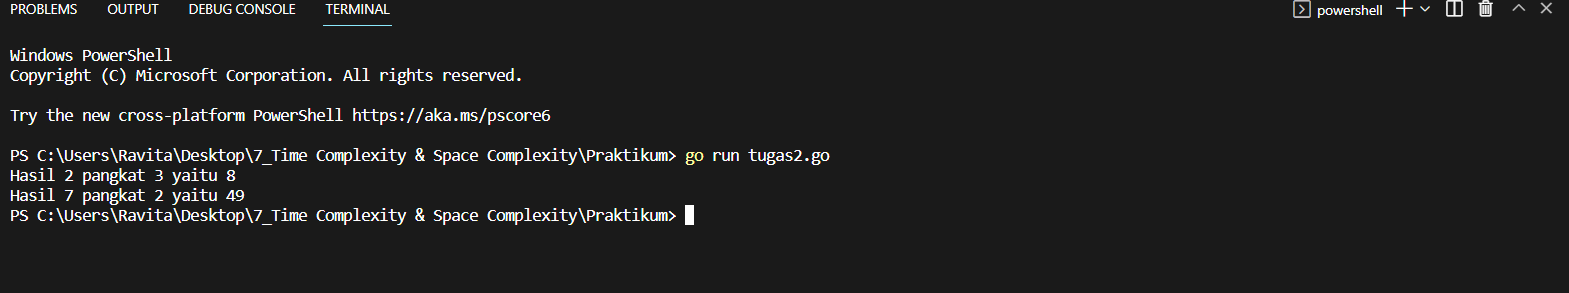 PROBLEMS OUTPUT DEBUG CONSOLE TERMINAL powershell
Windows PowerShell
Copyright (C) Microsoft Corporation. All rights reserved.
Try the new cross-platform PowerShell https://aka.ms/pscore6
PS C:\Users\Ravita\Desktop\7_Time Complexity & Space Complexity\Praktikum> go run tugas2.go
Hasil 2 pangkat 3 yaitu 8
Hasil 7 pangkat 2 yaitu 49
PS C:\Users\Ravita\Desktop\7_Time Complexity & Space Complexity\Praktikum>